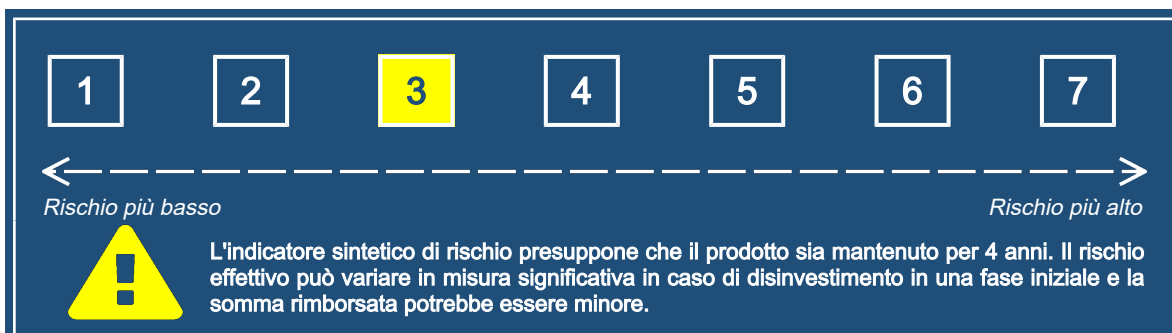 1 2 3 4 5 6 7
Rischio più basso Rischio più alto
L'indicatore sintetico di rischio presuppone che il prodotto sia mantenuto per 4 anni. Il rischio
effettivo può variare in misura significativa in caso di disinvestimento in una fase iniziale e la
somma rimborsata potrebbe essere minore.